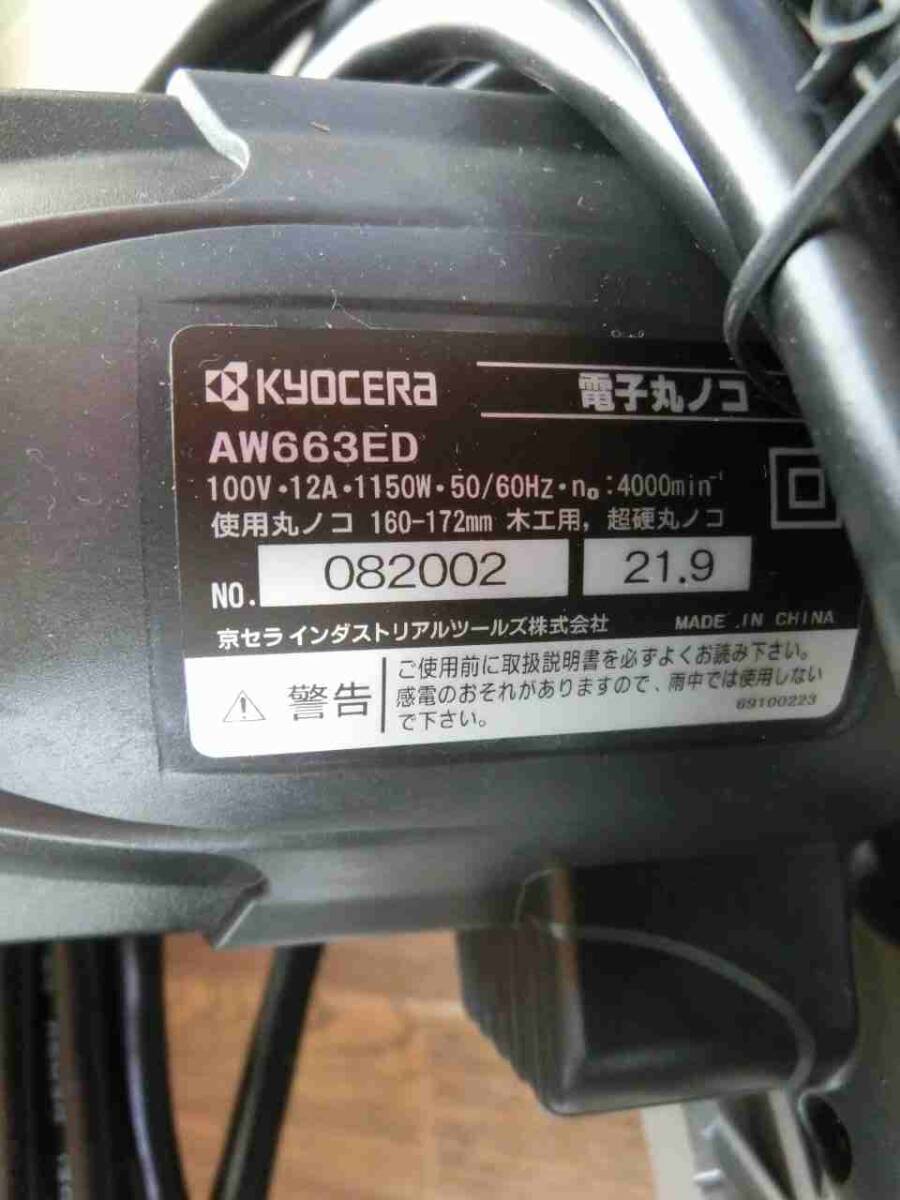 KYOCERA 電子丸ノコ
AW663ED
100V・12A・1150W・50/60Hz・n₀:4000min⁻¹
使用丸ノコ 160-172mm 木工用, 超硬丸ノコ
NO. 082002 21.9
京セラインダストリアルツールズ株式会社 MADE IN CHINA
警告
ご使用前に取扱説明書を必ずよくお読み下さい。
感電のおそれがありますので、雨中では使用しない
で下さい。
69100223